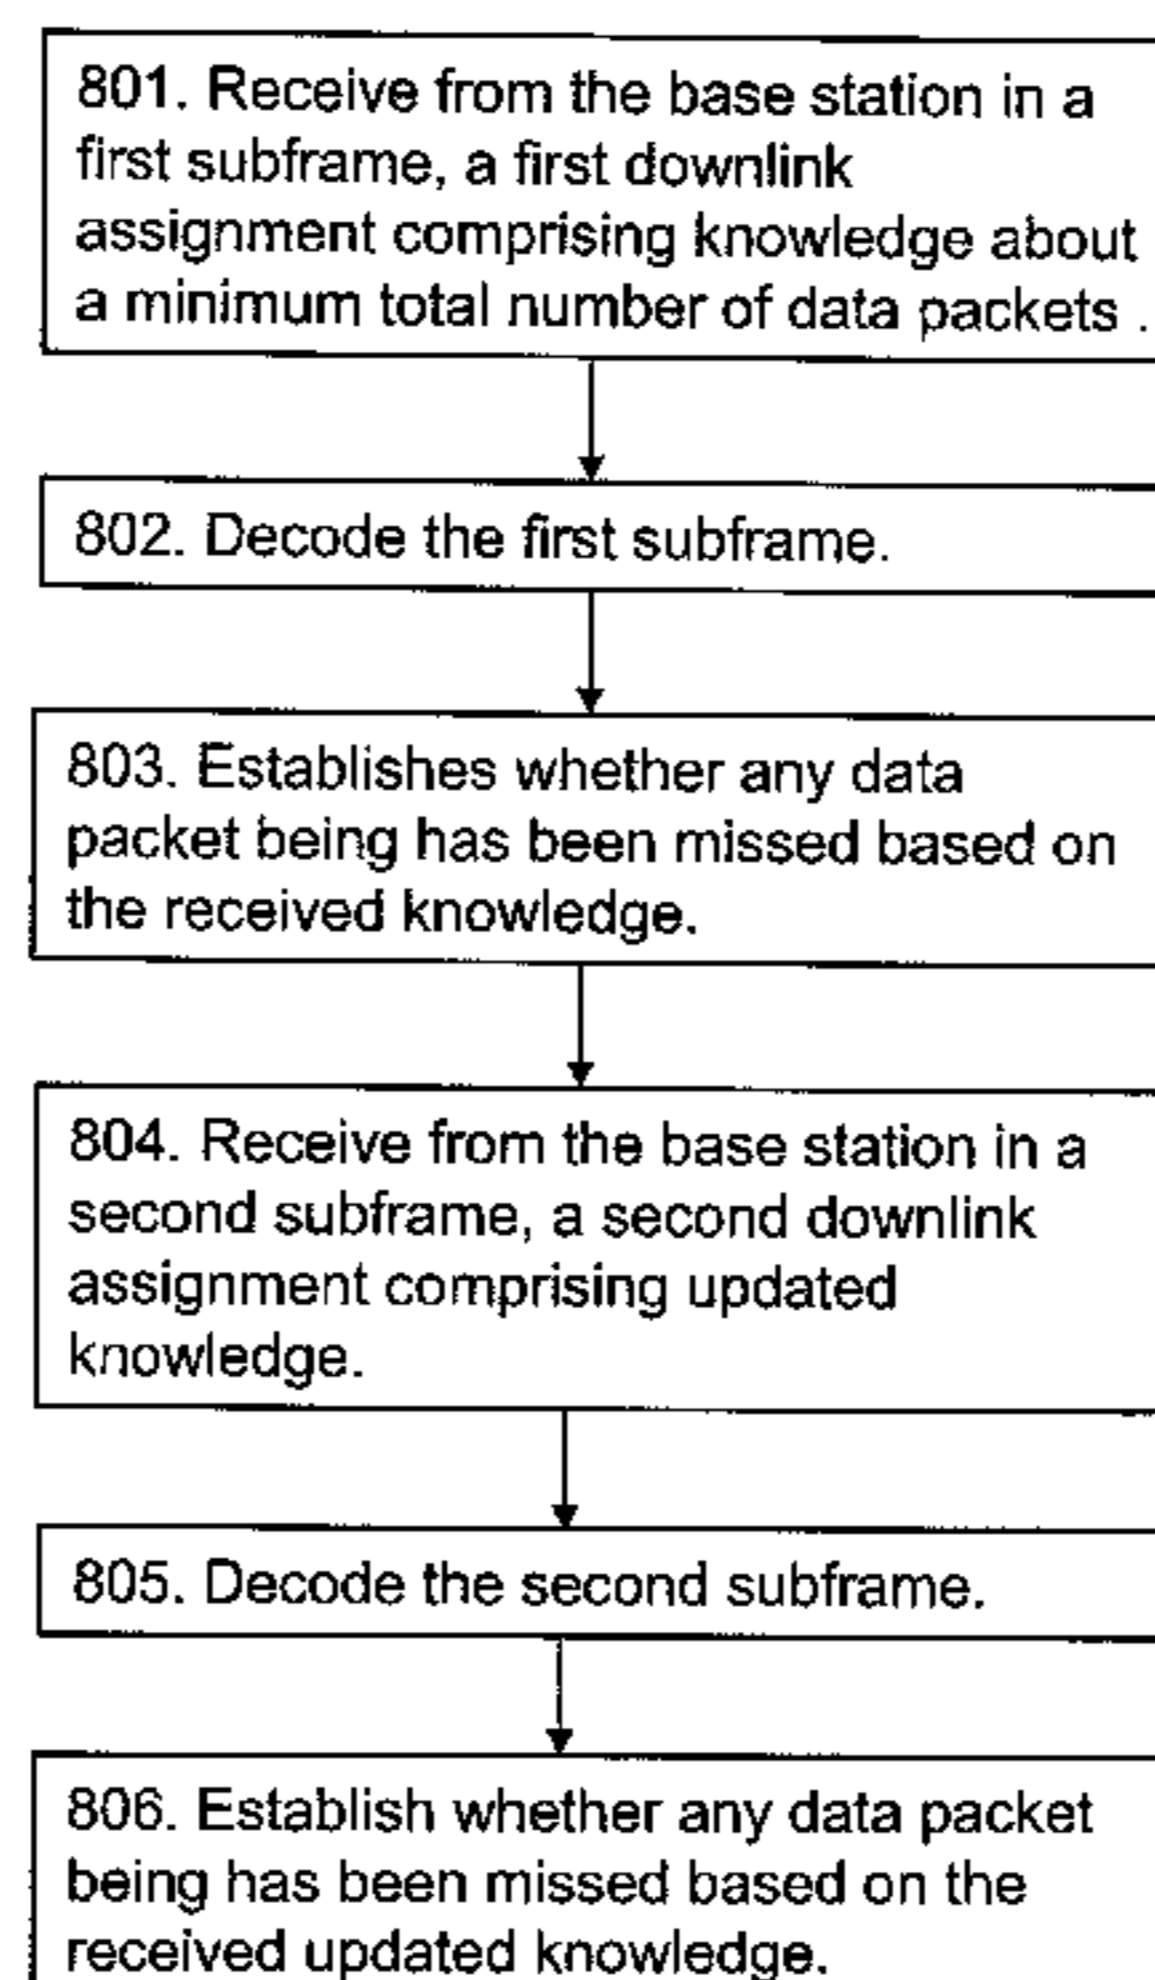 801. Receive from the base station in a
first subframe, a first downlink
assignment comprising knowledge about
a minimum total number of data packets .
802. Decode the first subframe.
803. Establishes whether any data
packet being has been missed based on
the received knowledge.
804. Receive from the base station in a
second subframe, a second downlink
assignment comprising updated
knowledge.
805. Decode the second subframe.
806. Establish whether any data packet
being has been missed based on the
received updated knowledge.